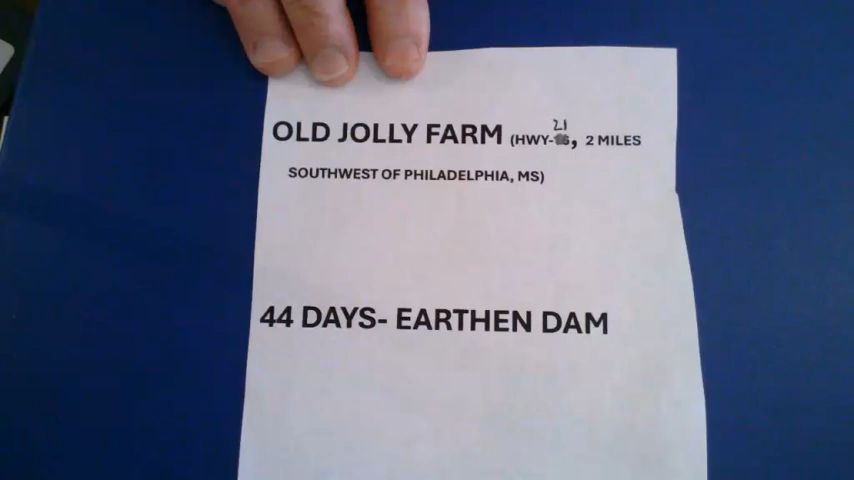 21
OLD JOLLY FARM (HWY-, 2 MILES
SOUTHWEST OF PHILADELPHIA, MS)
44 DAYS- EARTHEN DAM